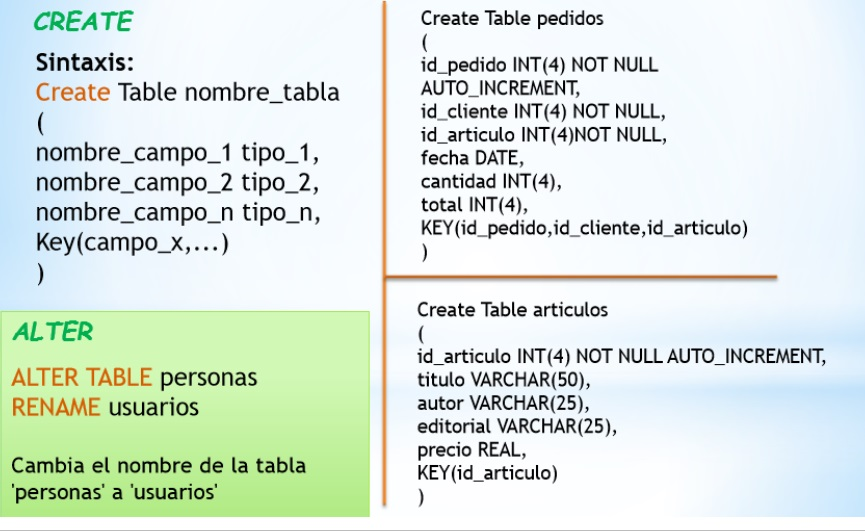 CREATE
Sintaxis:
Create Table nombre_tabla
(
nombre_campo_1 tipo_1,
nombre_campo_2 tipo_2,
nombre_campo_n tipo_n,
Key(campo_x,...)
)
ALTER
ALTER TABLE personas
RENAME usuarios
Cambia el nombre de la tabla
'personas' a 'usuarios'
Create Table pedidos
(
id_pedido INT(4) NOT NULL
AUTO_INCREMENT,
id_cliente INT(4) NOT NULL,
id_articulo INT(4)NOT NULL,
fecha DATE,
cantidad INT(4),
total INT(4),
KEY(id_pedido,id_cliente,id_articulo)
)
Create Table articulos
(
id_articulo INT(4) NOT NULL AUTO_INCREMENT,
titulo VARCHAR(50),
autor VARCHAR(25),
editorial VARCHAR(25),
precio REAL,
KEY(id_articulo)
)